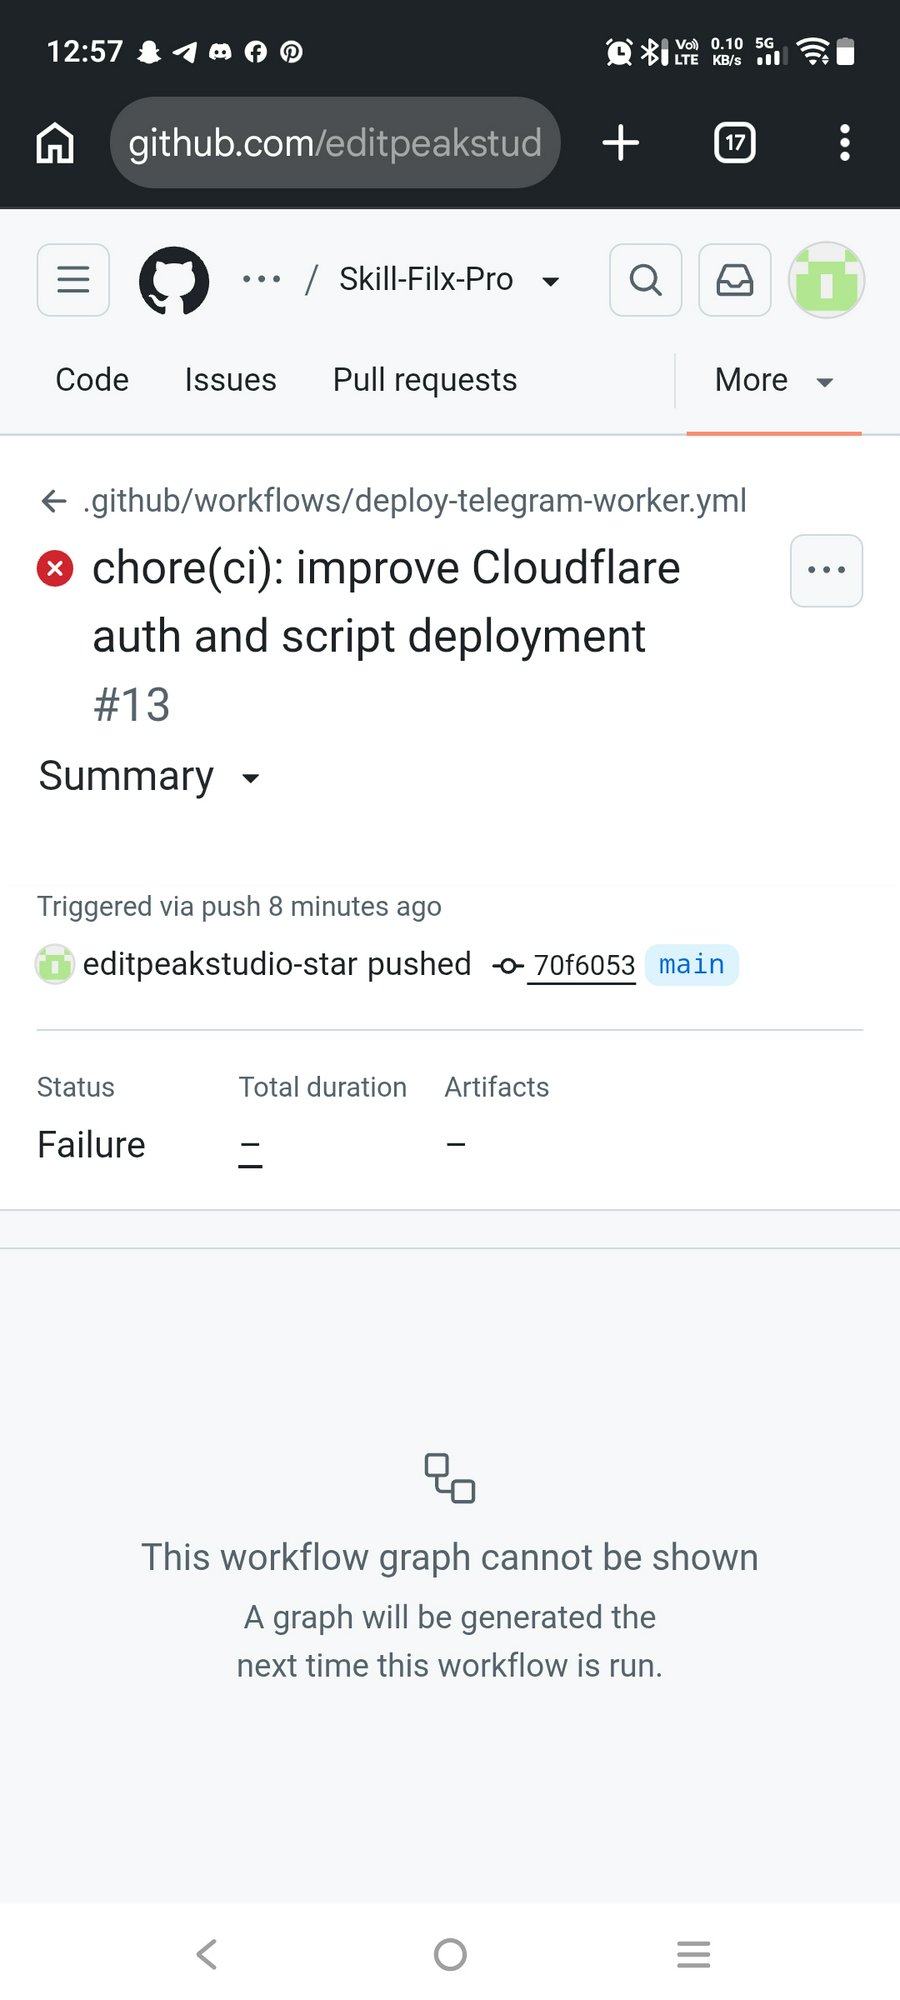 12:57
Vo) LTE
0.10 KB/s
5G
github.com/editpeakstud
17
/ Skill-Filx-Pro
Code Issues Pull requests More
.github/workflows/deploy-telegram-worker.yml
chore(ci): improve Cloudflare
auth and script deployment
#13
Summary
Triggered via push 8 minutes ago
editpeakstudio-star pushed 70f6053 main
Status Total duration Artifacts
Failure – –
This workflow graph cannot be shown
A graph will be generated the
next time this workflow is run.